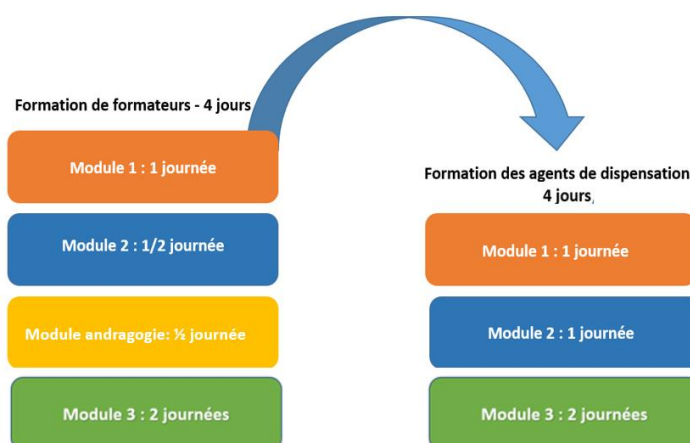 Formation de formateurs - 4 jours
Module 1 : 1 journée
Module 2 : 1/2 journée
Module andragogie: ½ journée
Module 3 : 2 journées
Formation des agents de dispensation
4 jours,
Module 1 : 1 journée
Module 2 : 1 journée
Module 3 : 2 journées